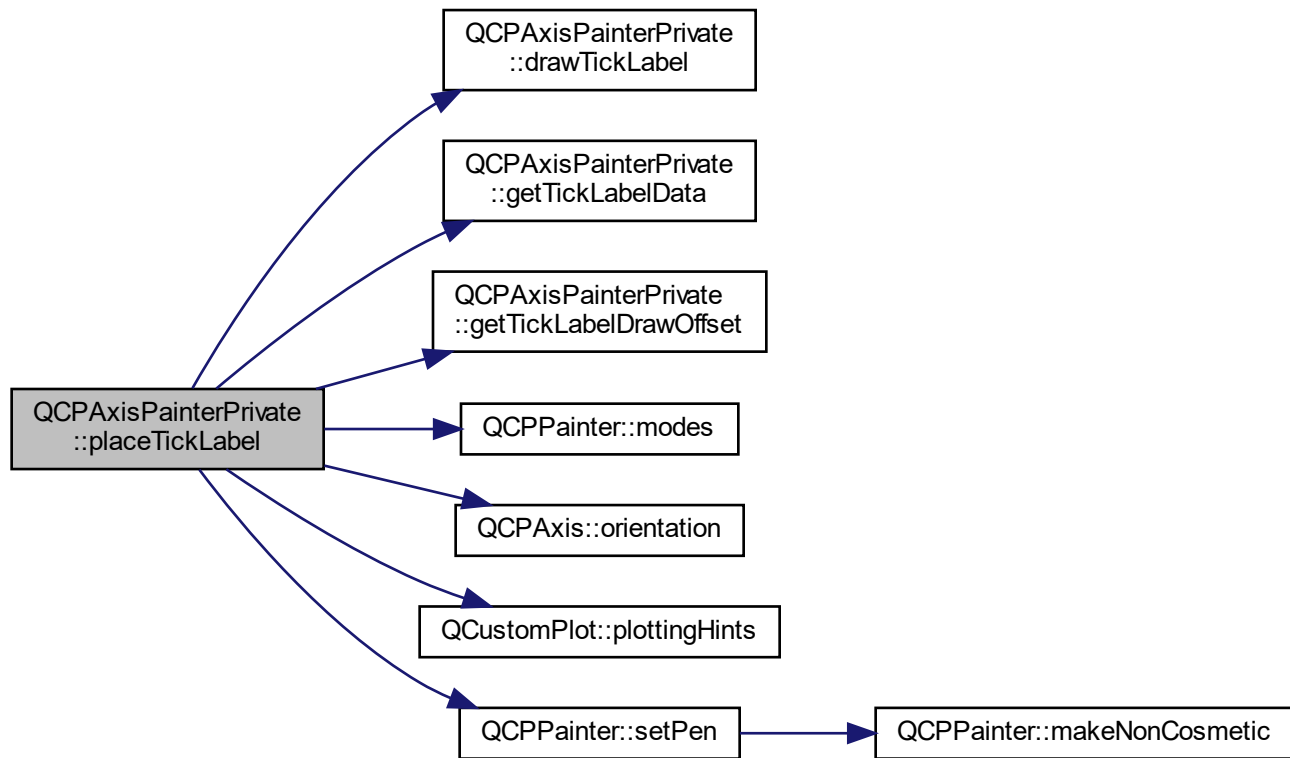 QCPAxisPainterPrivate
::drawTickLabel
QCPAxisPainterPrivate
::getTickLabelData
QCPAxisPainterPrivate
::getTickLabelDrawOffset
QCPAxisPainterPrivate
::placeTickLabel
QCPPainter::modes
QCPAxis::orientation
QCustomPlot::plottingHints
QCPPainter::setPen
QCPPainter::makeNonCosmetic